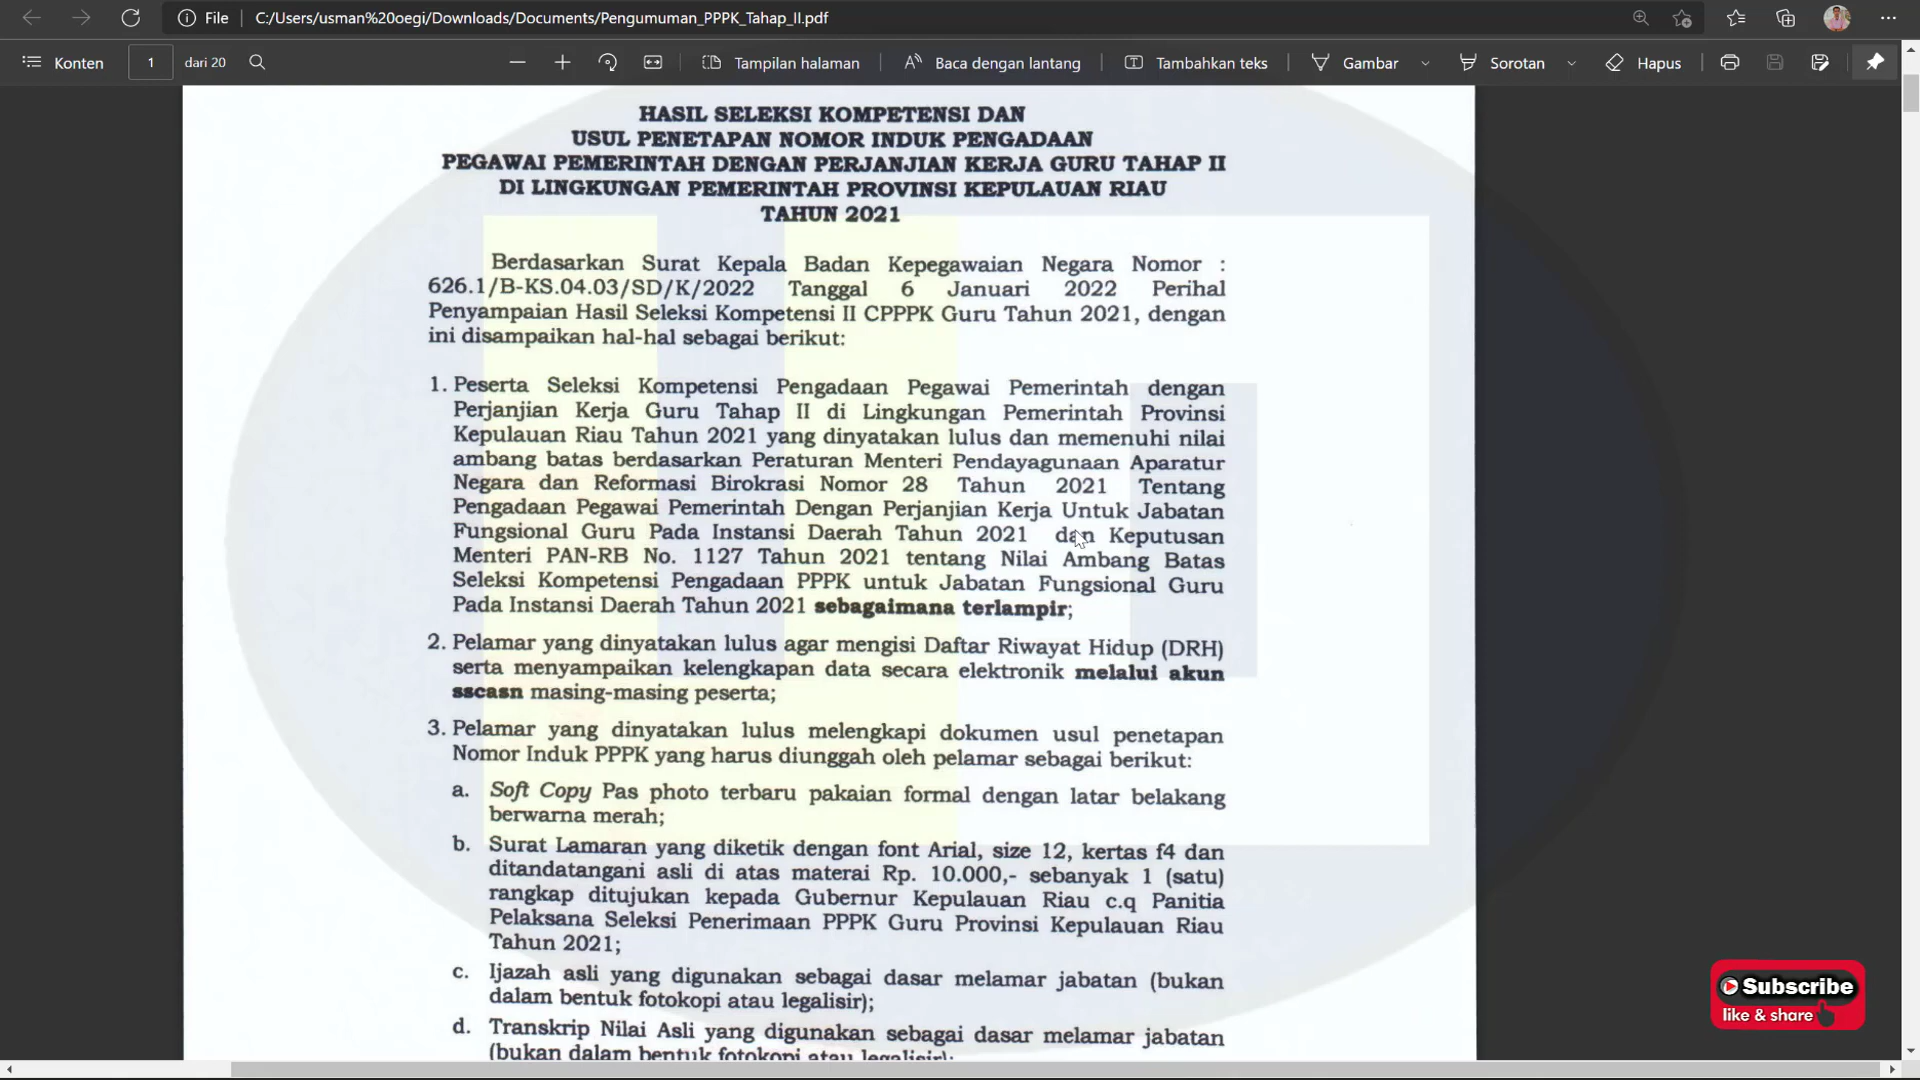 File C:/Users/usman%20oegi/Downloads/Documents/Pengumuman_PPPK_Tahap_II.pdf
Konten 1 dari 20 Tampilan halaman Baca dengan lantang Tambahkan teks Gambar Sorotan Hapus
HASIL SELEKSI KOMPETENSI DAN
USUL PENETAPAN NOMOR INDUK PENGADAAN
PEGAWAI PEMERINTAH DENGAN PERJANJIAN KERJA GURU TAHAP II
DI LINGKUNGAN PEMERINTAH PROVINSI KEPULAUAN RIAU
TAHUN 2021
Berdasarkan Surat Kepala Badan Kepegawaian Negara Nomor :
626.1/B-KS.04.03/SD/K/2022 Tanggal 6 Januari 2022 Perihal
Penyampaian Hasil Seleksi Kompetensi II CPPPK Guru Tahun 2021, dengan
ini disampaikan hal-hal sebagai berikut:
1. Peserta Seleksi Kompetensi Pengadaan Pegawai Pemerintah dengan
Perjanjian Kerja Guru Tahap II di Lingkungan Pemerintah Provinsi
Kepulauan Riau Tahun 2021 yang dinyatakan lulus dan memenuhi nilai
ambang batas berdasarkan Peraturan Menteri Pendayagunaan Aparatur
Negara dan Reformasi Birokrasi Nomor 28 Tahun 2021 Tentang
Pengadaan Pegawai Pemerintah Dengan Perjanjian Kerja Untuk Jabatan
Fungsional Guru Pada Instansi Daerah Tahun 2021 dan Keputusan
Menteri PAN-RB No. 1127 Tahun 2021 tentang Nilai Ambang Batas
Seleksi Kompetensi Pengadaan PPPK untuk Jabatan Fungsional Guru
Pada Instansi Daerah Tahun 2021 sebagaimana terlampir;
2. Pelamar yang dinyatakan lulus agar mengisi Daftar Riwayat Hidup (DRH)
serta menyampaikan kelengkapan data secara elektronik melalui akun
sscasn masing-masing peserta;
3. Pelamar yang dinyatakan lulus melengkapi dokumen usul penetapan
Nomor Induk PPPK yang harus diunggah oleh pelamar sebagai berikut:
a. Soft Copy Pas photo terbaru pakaian formal dengan latar belakang
berwarna merah;
b. Surat Lamaran yang diketik dengan font Arial, size 12, kertas f4 dan
ditandatangani asli di atas materai Rp. 10.000,- sebanyak 1 (satu)
rangkap ditujukan kepada Gubernur Kepulauan Riau c.q Panitia
Pelaksana Seleksi Penerimaan PPPK Guru Provinsi Kepulauan Riau
Tahun 2021;
c. Ijazah asli yang digunakan sebagai dasar melamar jabatan (bukan
dalam bentuk fotokopi atau legalisir);
d. Transkrip Nilai Asli yang digunakan sebagai dasar melamar jabatan
(bukan dalam bentuk fotokopi atau legalisir);
Subscribe
like & share